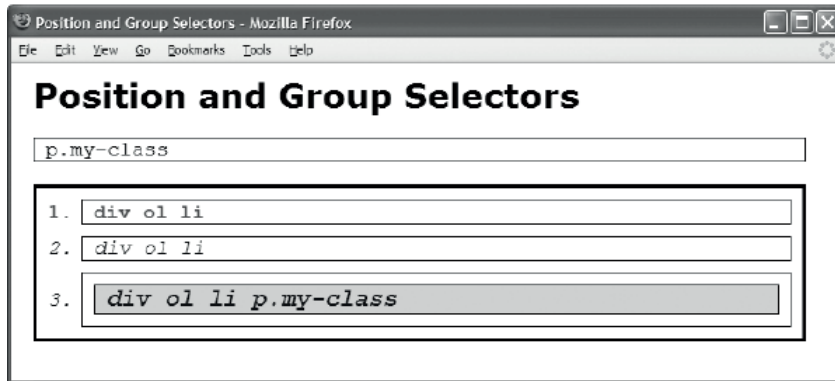 Position and Group Selectors - Mozilla Firefox
File Edit View Go Bookmarks Tools Help
Position and Group Selectors
p.my-class
1. div ol li
2. div ol li
3. div ol li p.my-class